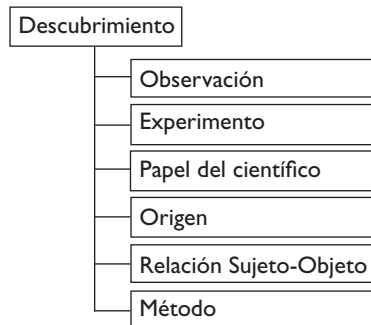 Descubrimiento
Observación
Experimento
Papel del científico
Origen
Relación Sujeto-Objeto
Método